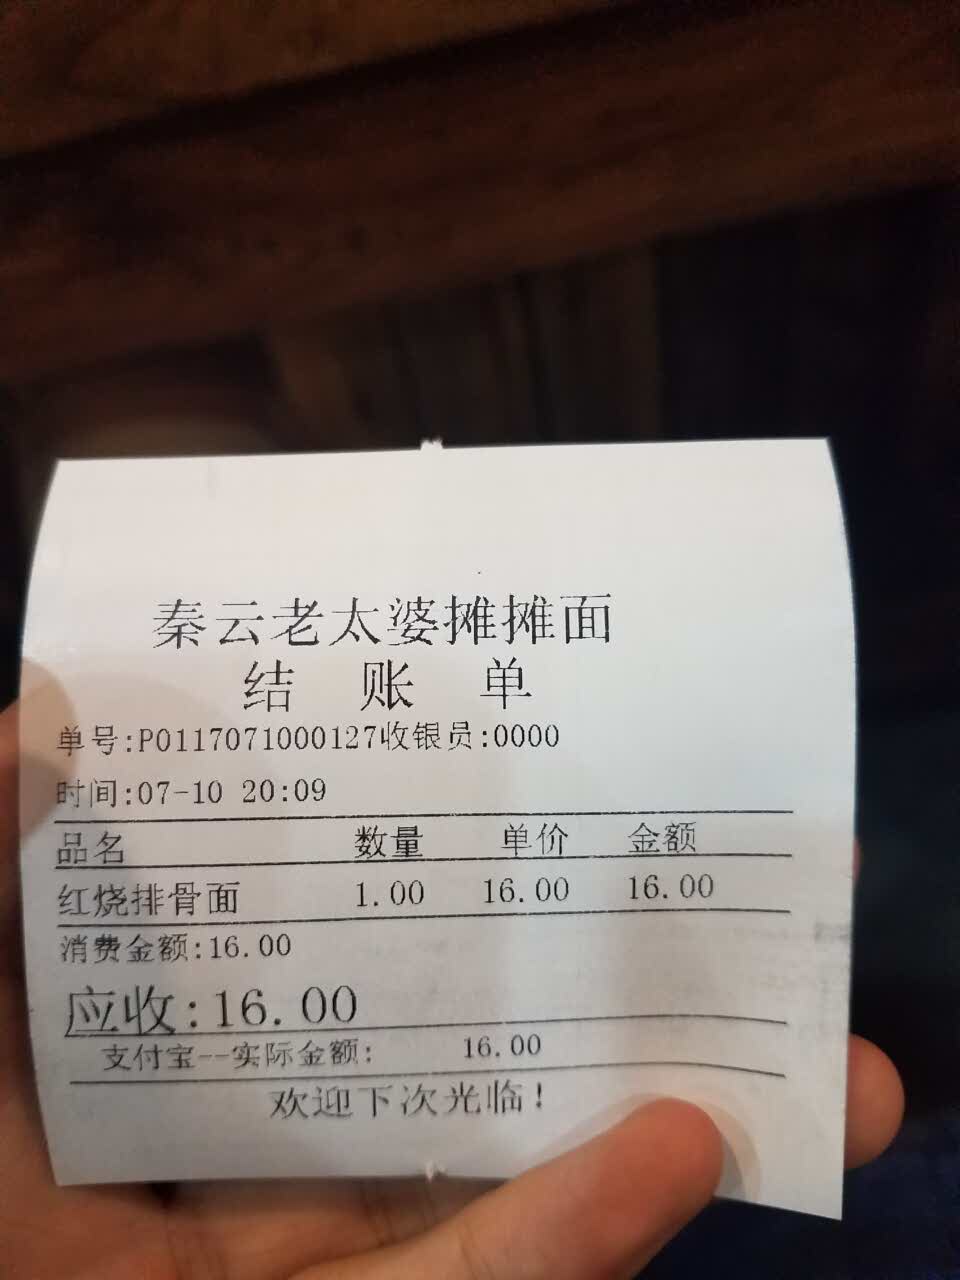 秦云老太婆摊摊面
结 账 单
单号:P0117071000127收银员:0000
时间:07-10 20:09
品名 数量 单价 金额
红烧排骨面 1.00 16.00 16.00
消费金额:16.00
应收:16.00
支付宝--实际金额: 16.00
欢迎下次光临!